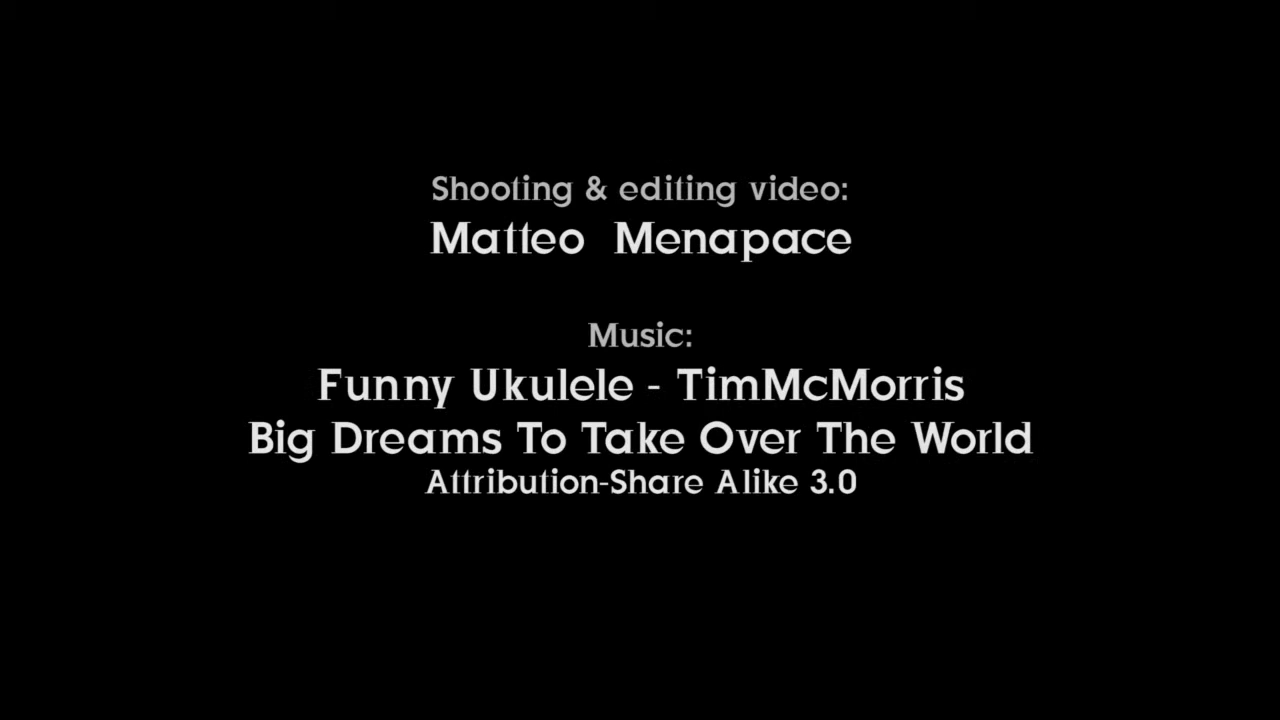 Shooting & editing video:
Matteo Menapace
Music:
Funny Ukulele - TimMcMorris
Big Dreams To Take Over The World
Attribution-Share Alike 3.0